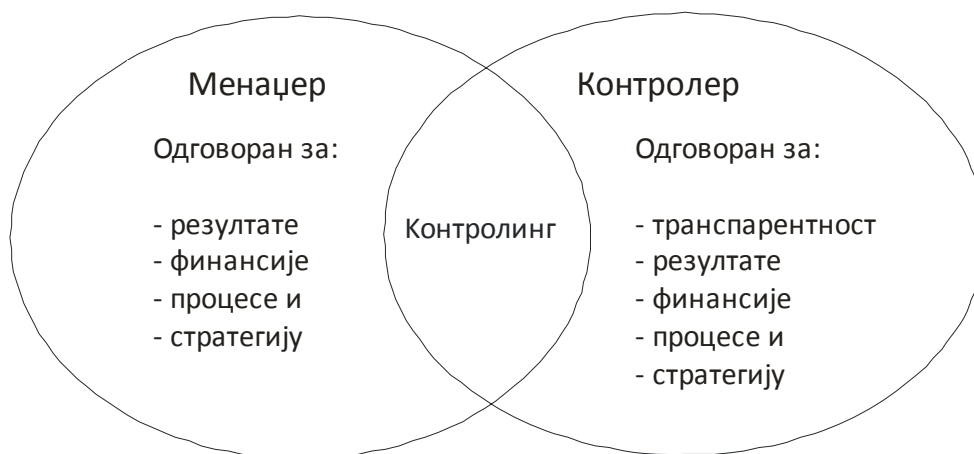 Менаџер
Одговоран за:
- резултате
- финансије
- процесе и
- стратегију
Контролинг
Контролер
Одговоран за:
- транспарентност
- резултате
- финансије
- процесе и
- стратегију